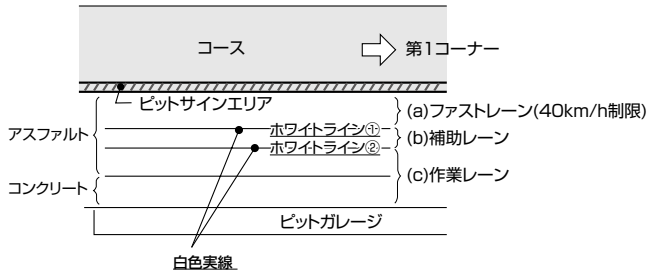 コース
第1コーナー
ピットサインエリア
(a)ファストレーン(40km/h制限)
アスファルト
ホワイトライン①
(b)補助レーン
ホワイトライン②
(c)作業レーン
コンクリート
ピットガレージ
白色実線